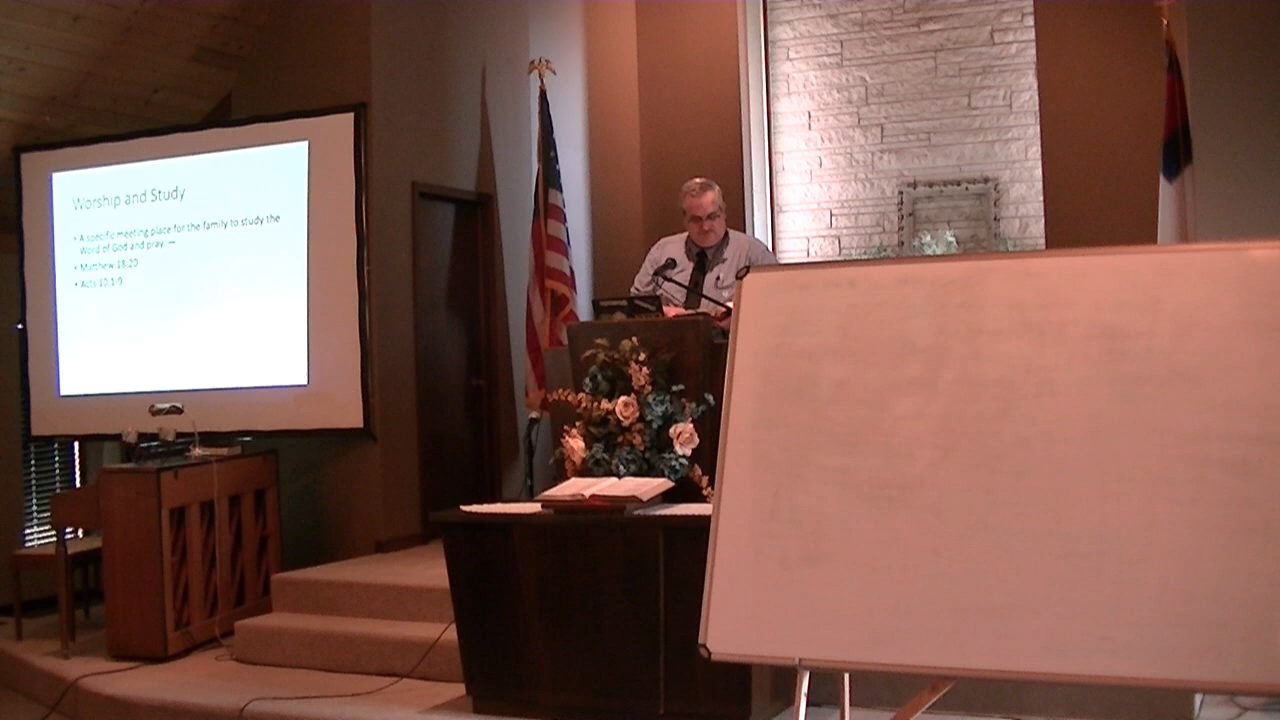 Worship and Study
• A specific meeting place for the family to study the
Word of God and pray. —
• Matthew 18:20
• Acts 10:1-9